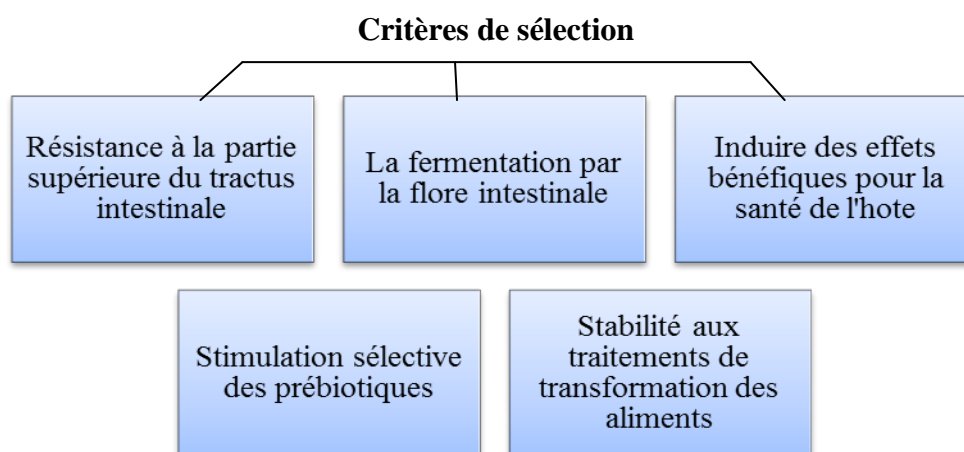 Critères de sélection
Résistance à la partie
supérieure du tractus
intestinale
La fermentation par
la flore intestinale
Induire des effets
bénéfiques pour la
santé de l'hote
Stimulation sélective
des prébiotiques
Stabilité aux
traitements de
transformation des
aliments